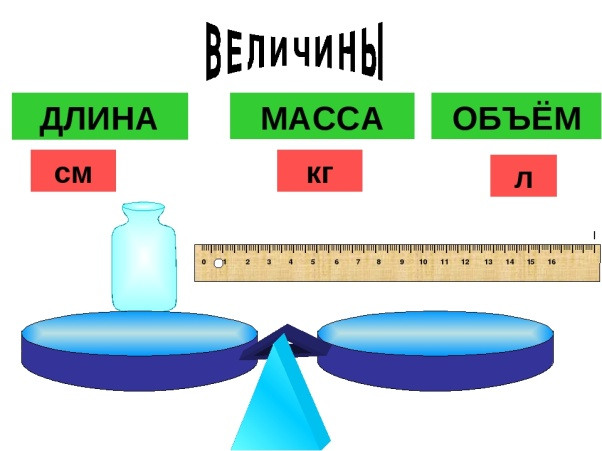 ВЕЛИЧИНЫ
ДЛИНА МАССА ОБЪЁМ
см кг л
0 1 2 3 4 5 6 7 8 9 10 11 12 13 14 15 16